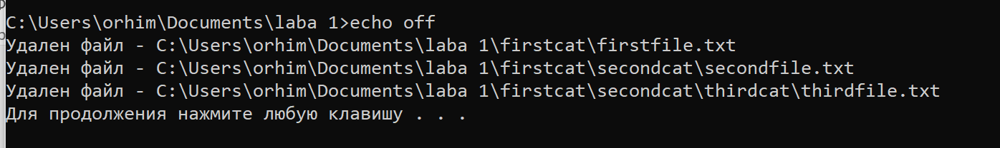 C:\Users\orhim\Documents\laba 1>echo off
Удален файл - C:\Users\orhim\Documents\laba 1\firstcat\firstfile.txt
Удален файл - C:\Users\orhim\Documents\laba 1\firstcat\secondcat\secondfile.txt
Удален файл - C:\Users\orhim\Documents\laba 1\firstcat\secondcat\thirdcat\thirdfile.txt
Для продолжения нажмите любую клавишу . . .